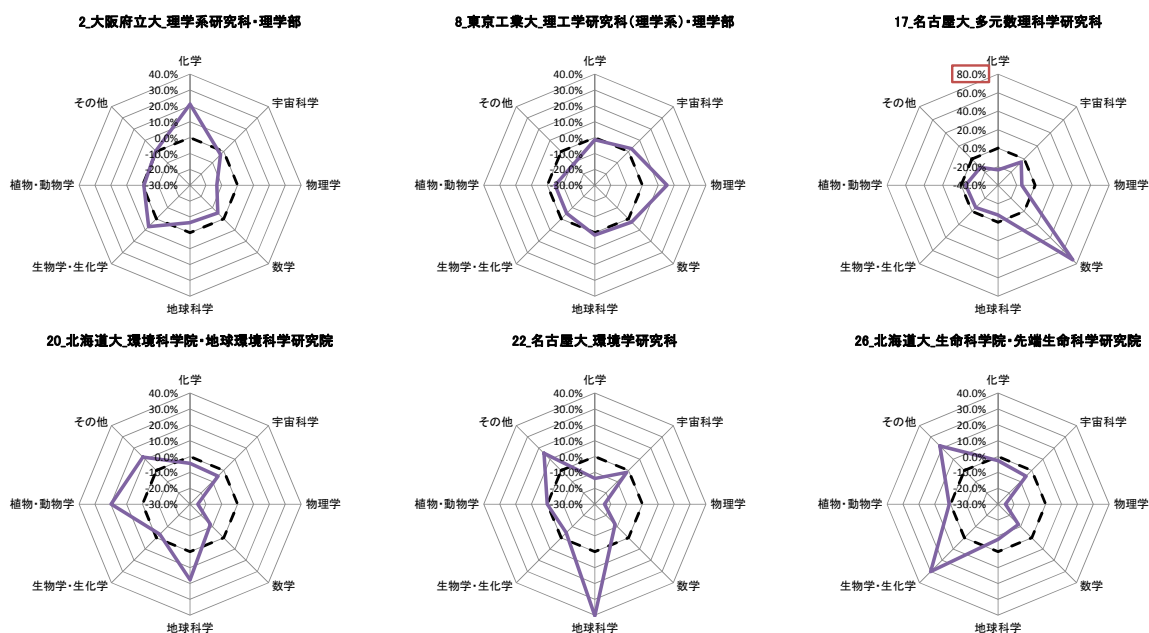 2_大阪府立大_理学系研究科・理学部
化学
40.0%
30.0%
20.0%
10.0%
0.0%
-10.0%
-20.0%
-30.0%
宇宙科学
物理学
数学
地球科学
生物学・生化学
植物・動物学
その他
8_東京工業大_理工学研究科(理学系)・理学部
化学
40.0%
30.0%
20.0%
10.0%
0.0%
-10.0%
-20.0%
-30.0%
宇宙科学
物理学
数学
地球科学
生物学・生化学
植物・動物学
その他
17_名古屋大_多元数理科学研究科
化学
80.0%
60.0%
40.0%
20.0%
0.0%
-20.0%
-40.0%
宇宙科学
物理学
数学
地球科学
生物学・生化学
植物・動物学
その他
20_北海道大_環境科学院・地球環境科学研究院
化学
40.0%
30.0%
20.0%
10.0%
0.0%
-10.0%
-20.0%
-30.0%
宇宙科学
物理学
数学
地球科学
生物学・生化学
植物・動物学
その他
22_名古屋大_環境学研究科
化学
40.0%
30.0%
20.0%
10.0%
0.0%
-10.0%
-20.0%
-30.0%
宇宙科学
物理学
数学
地球科学
生物学・生化学
植物・動物学
その他
26_北海道大_生命科学院・先端生命科学研究院
化学
40.0%
30.0%
20.0%
10.0%
0.0%
-10.0%
-20.0%
-30.0%
宇宙科学
物理学
数学
地球科学
生物学・生化学
植物・動物学
その他